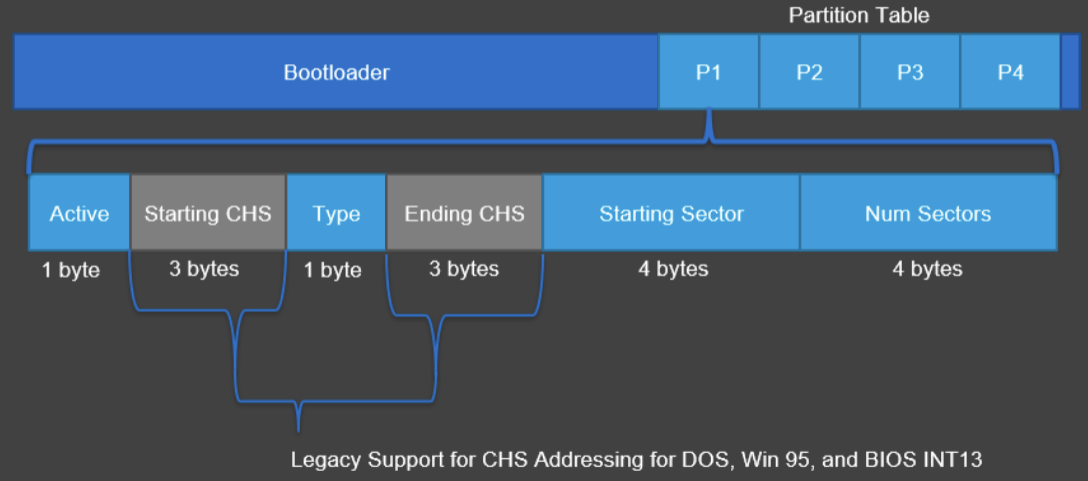 Partition Table
Bootloader P1 P2 P3 P4
Active Starting CHS Type Ending CHS Starting Sector Num Sectors
1 byte 3 bytes 1 byte 3 bytes 4 bytes 4 bytes
Legacy Support for CHS Addressing for DOS, Win 95, and BIOS INT13